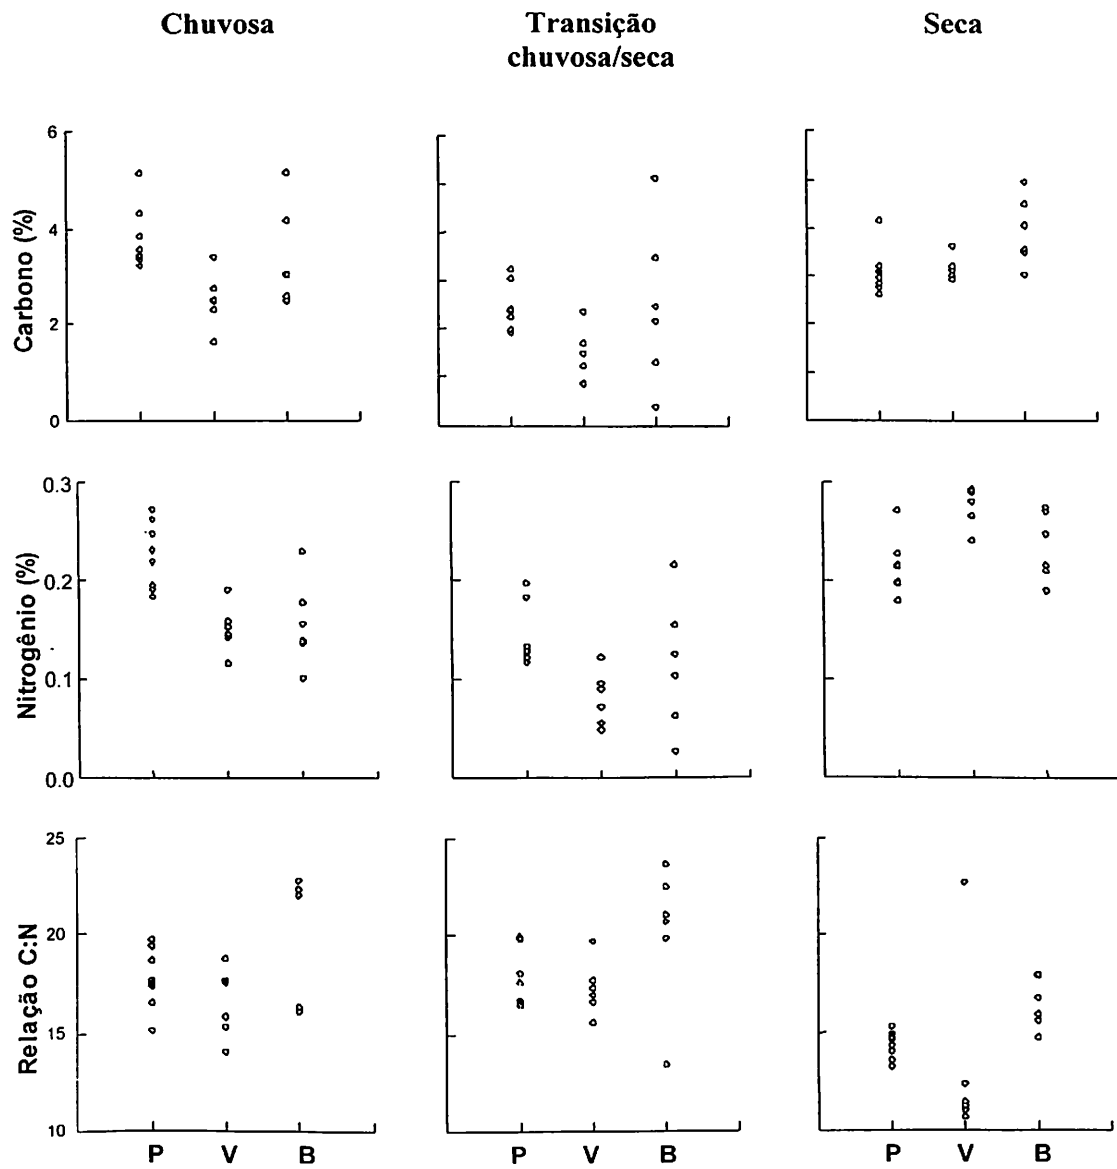 Chuvosa
Transição
chuvosa/seca
Seca
Carbono (%)
6
4
2
0
Nitrogênio (%)
0.3
0.2
0.1
0.0
Relação C:N
25
20
15
10
P V B
P V B
P V B